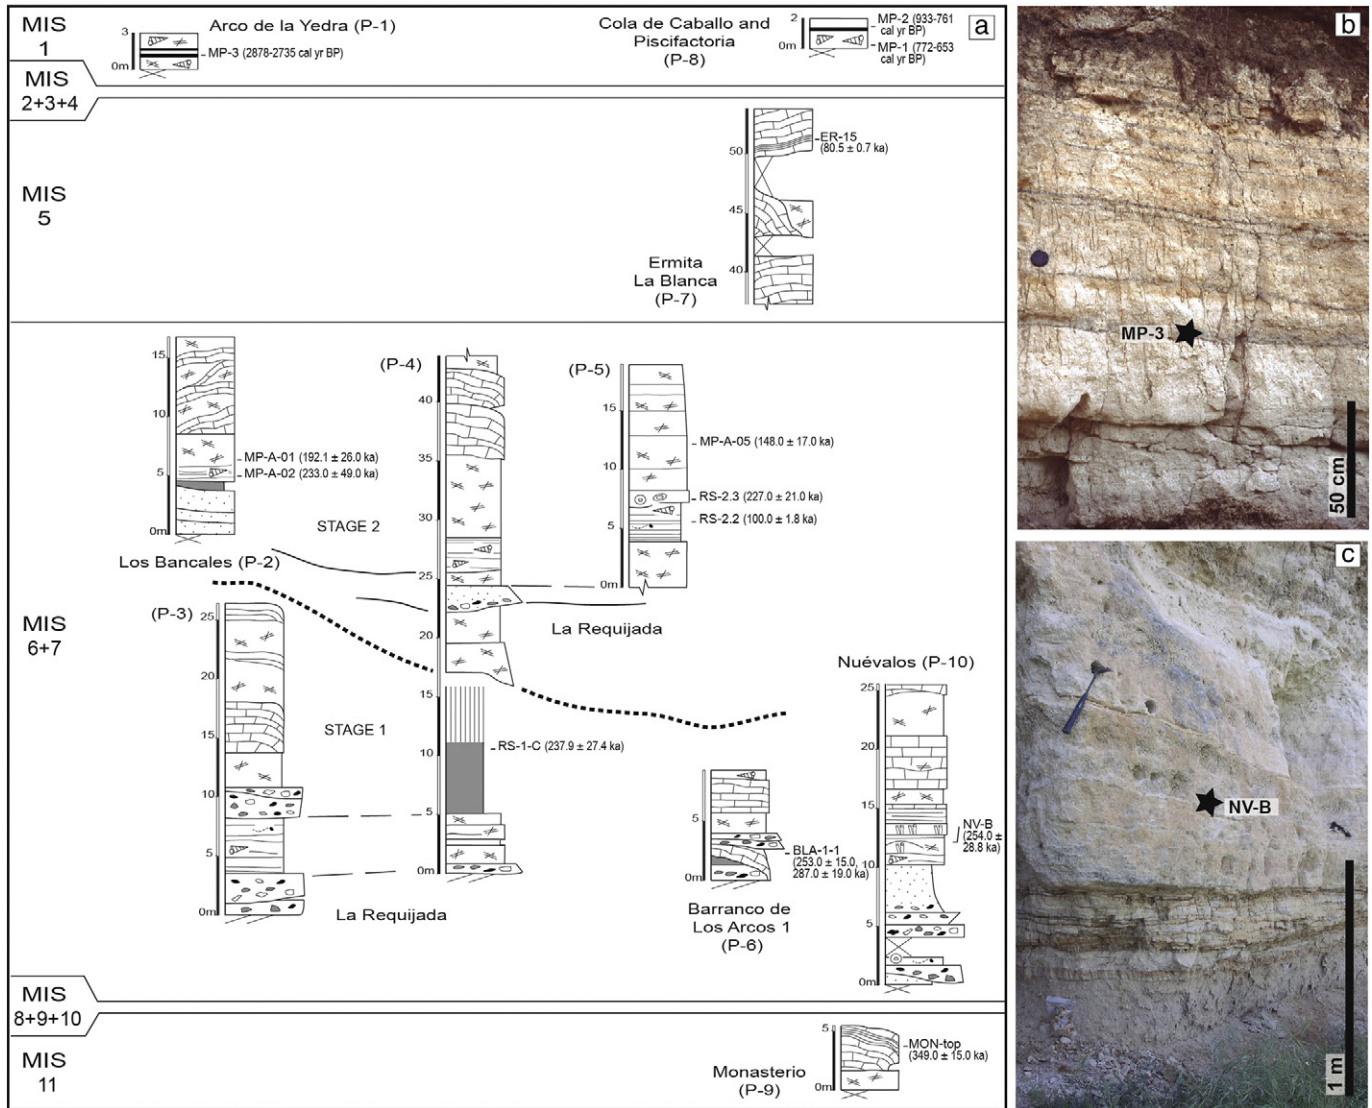 MIS
1
Arco de la Yedra (P-1)
3
0m
MP-3 (2878-2735 cal yr BP)
Cola de Caballo and
Piscifactoria
(P-8)
2
0m
MP-2 (933-761
cal yr BP)
MP-1 (772-653
cal yr BP)
a
MIS
2+3+4
MIS
5
50
45
40
ER-15
(80.5 ± 0.7 ka)
Ermita
La Blanca
(P-7)
MIS
6+7
15
10
5
0m
MP-A-01 (192.1 ± 26.0 ka)
MP-A-02 (233.0 ± 49.0 ka)
Los Bancales (P-2)
STAGE 2
(P-4)
40
35
30
25
20
15
10
5
0m
RS-1-C (237.9 ± 27.4 ka)
(P-5)
15
10
5
0m
MP-A-05 (148.0 ± 17.0 ka)
RS-2.3 (227.0 ± 21.0 ka)
RS-2.2 (100.0 ± 1.8 ka)
La Requijada
(P-3)
25
20
15
10
5
0m
STAGE 1
La Requijada
5
0m
BLA-1-1
(253.0 ± 15.0,
287.0 ± 19.0 ka)
Barranco de
Los Arcos 1
(P-6)
Nuévalos (P-10)
25
20
15
10
5
0m
NV-B
(254.0 ±
28.8 ka)
MIS
8+9+10
MIS
11
5
0m
MON-top
(349.0 ± 15.0 ka)
Monasterio
(P-9)
b
MP-3
50 cm
c
NV-B
1 m